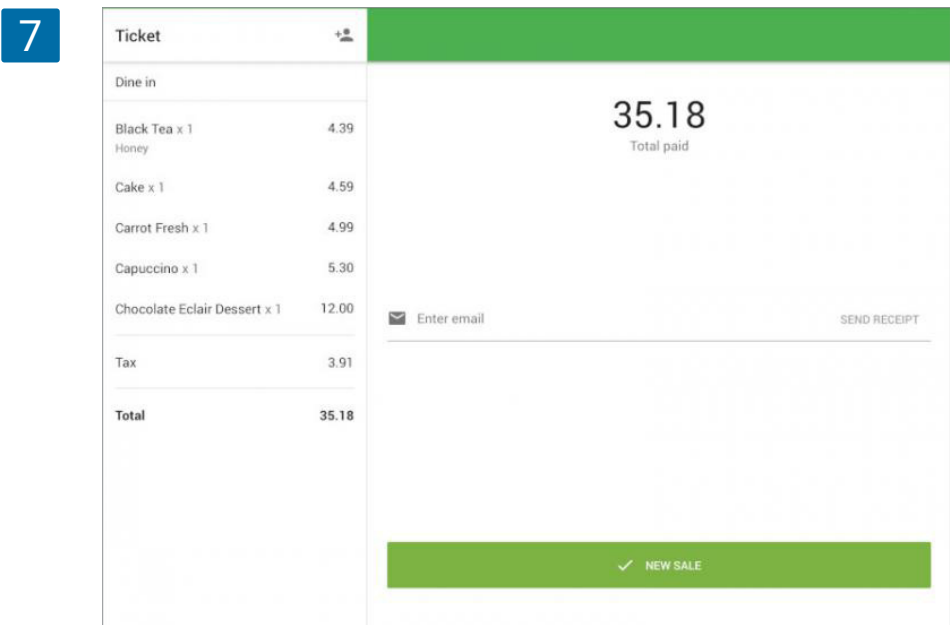 7
Ticket
Dine in
Black Tea x 1 4.39
Honey
Cake x 1 4.59
Carrot Fresh x 1 4.99
Capuccino x 1 5.30
Chocolate Eclair Dessert x 1 12.00
Tax 3.91
Total 35.18
35.18
Total paid
Enter email SEND RECEIPT
NEW SALE